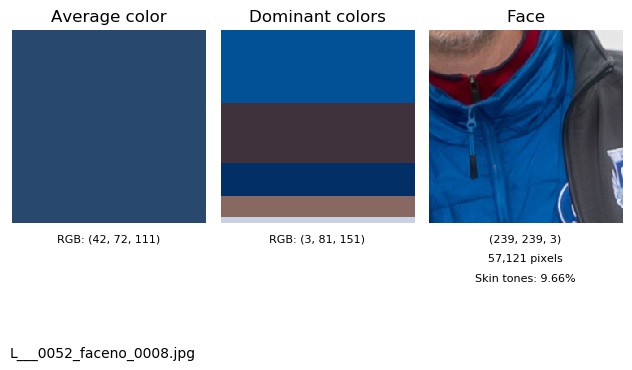 Average color
Dominant colors
Face
RGB: (42, 72, 111)
RGB: (3, 81, 151)
(239, 239, 3)
57,121 pixels
Skin tones: 9.66%
L___0052_faceno_0008.jpg